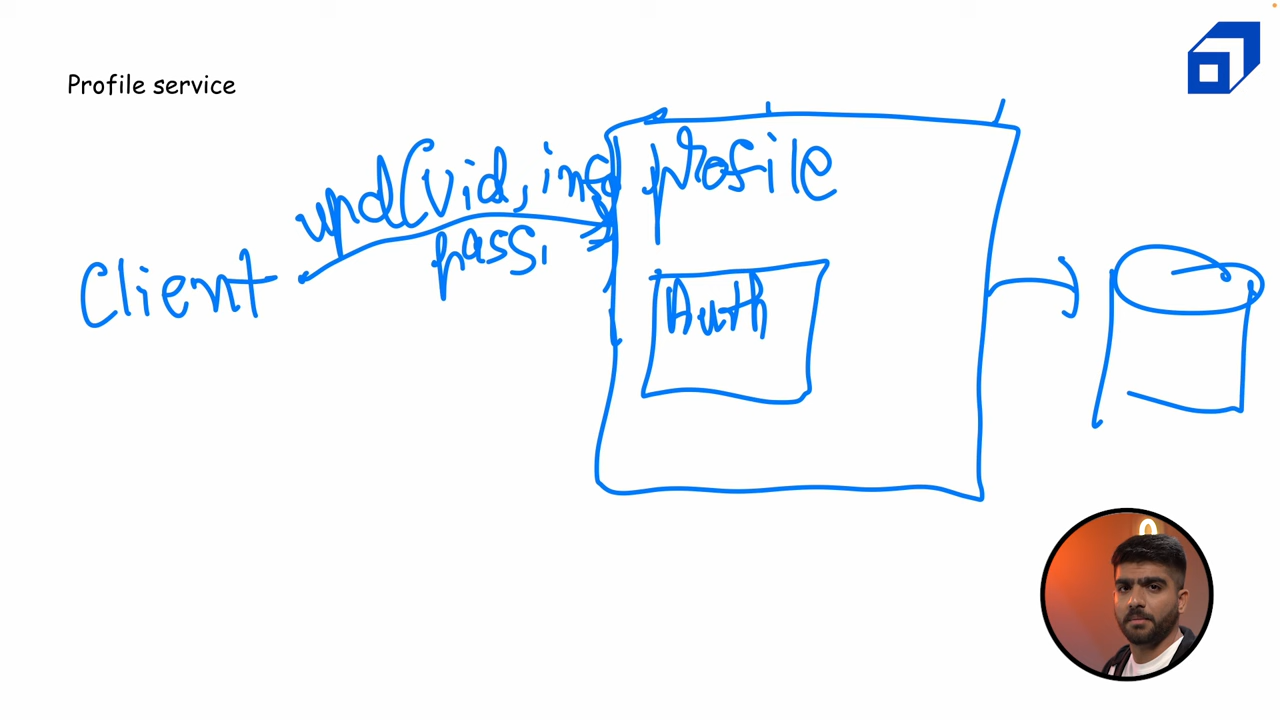 Profile service
upd(uid, info
pass,
Client
profile
Auth